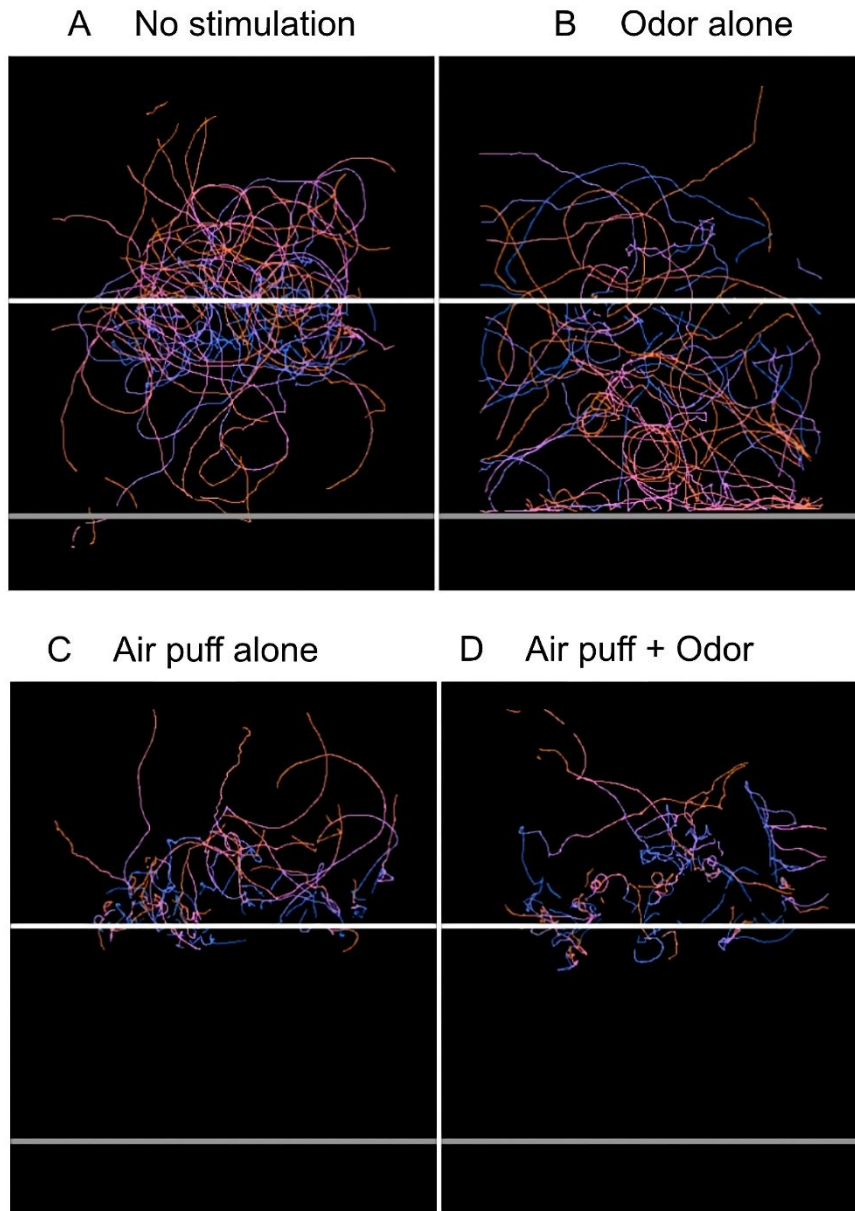 A No stimulation
B Odor alone
C Air puff alone
D Air puff + Odor